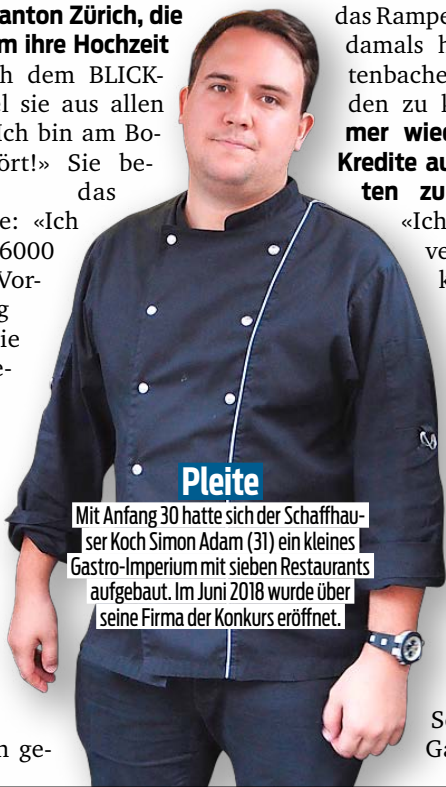 anton Zürich, die
m ihre Hochzeit
h dem BLICK-
l sie aus allen
Ich bin am Bo-
ört!» Sie be-
das
e: «Ich
6000
Vor-
g
ie
e-
n ge-
das Rampe
damals h
tenbache
den zu k
mer wied
Kredite au
ten zu
«Ich
ve
k
S
Ga
Pleite
Mit Anfang 30 hatte sich der Schaffhau-
ser Koch Simon Adam (31) ein kleines
Gastro-Imperium mit sieben Restaurants
aufgebaut. Im Juni 2018 wurde über
seine Firma der Konkurs eröffnet.